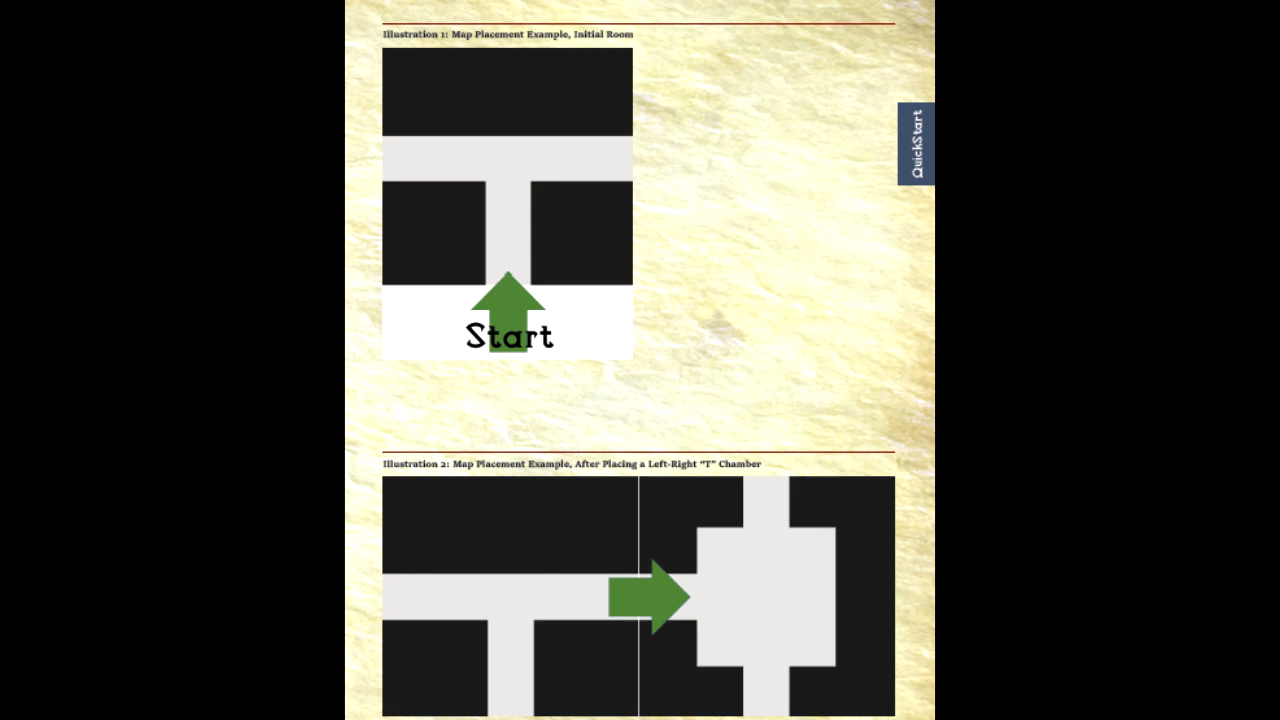 Illustration 1: Map Placement Example, Initial Room
QuickStart
Start
Illustration 2: Map Placement Example, After Placing a Left-Right “T” Chamber